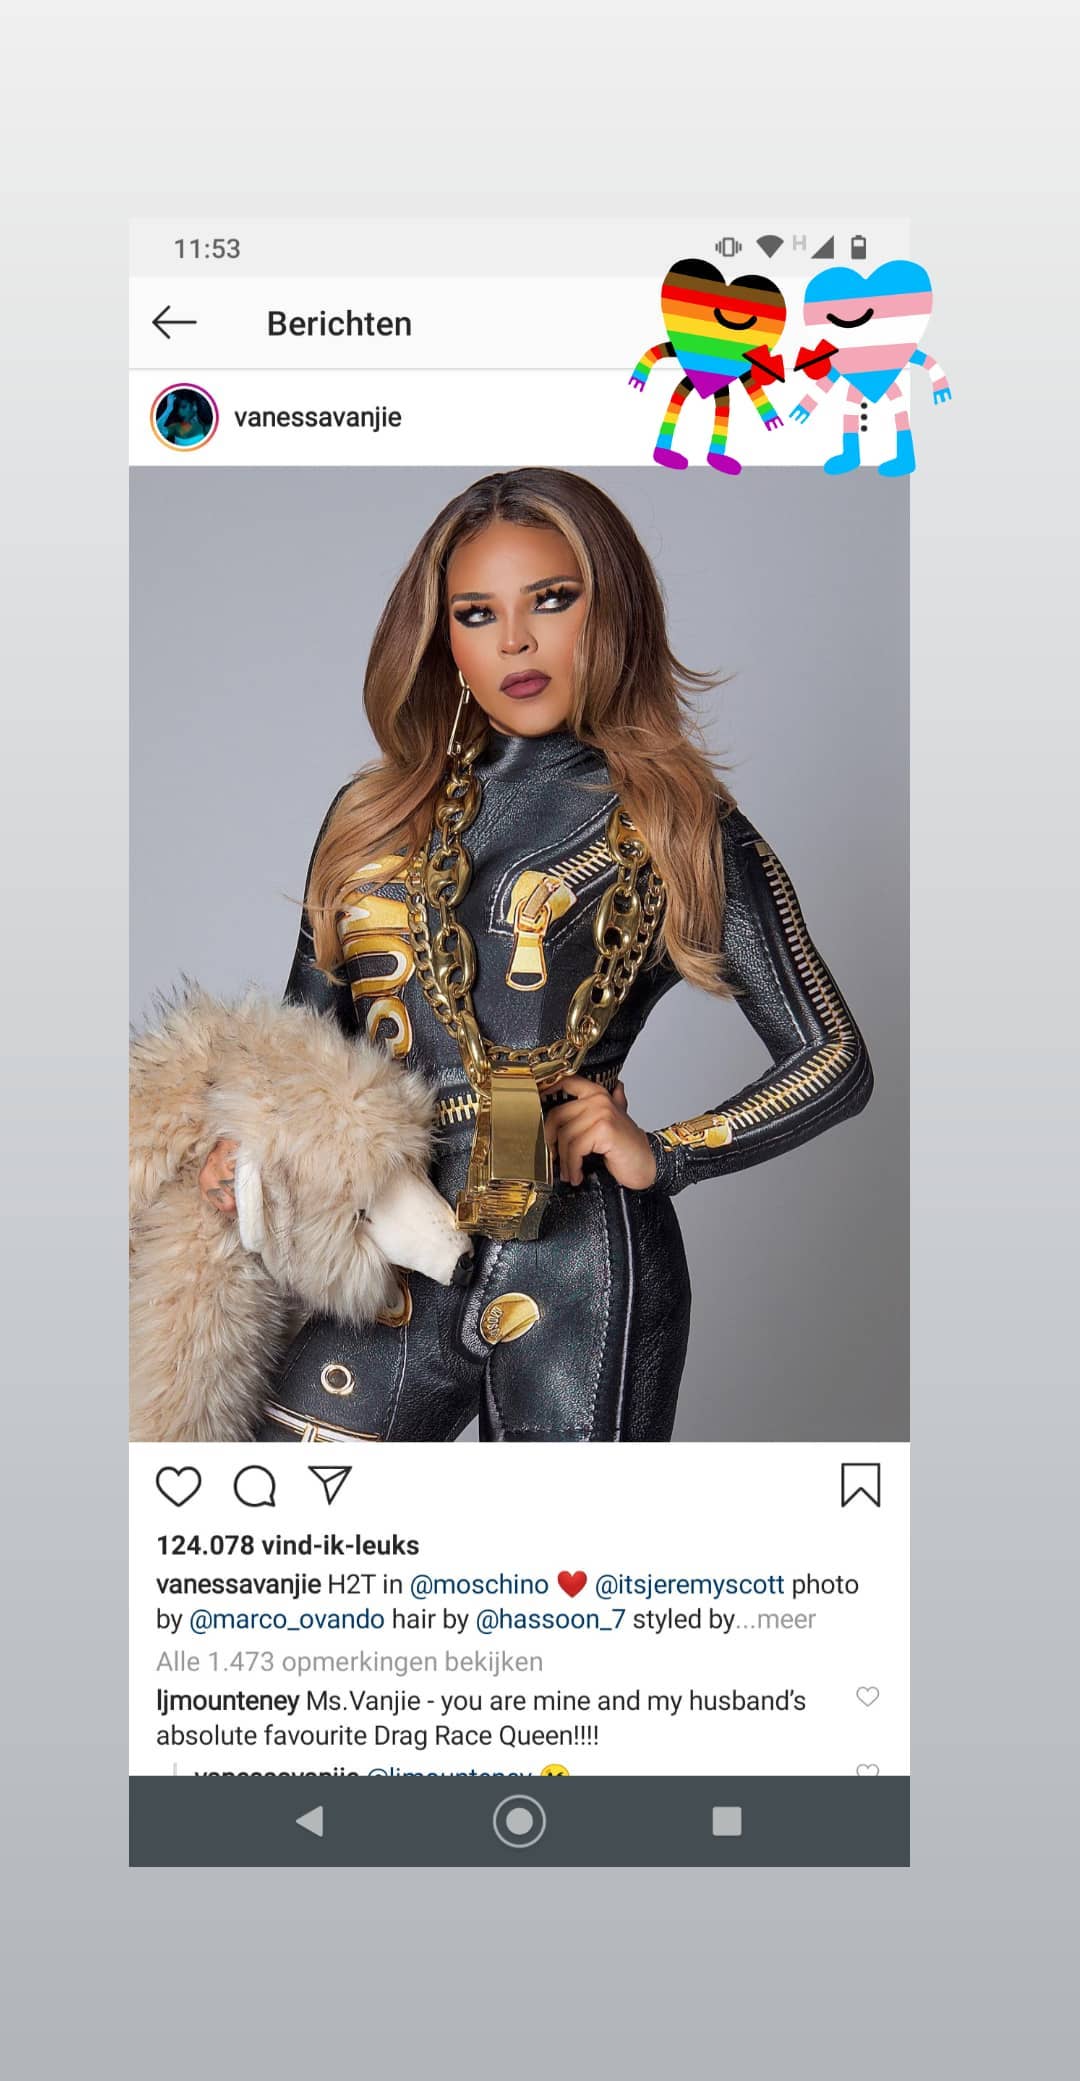 11:53
H
Berichten
vanessavanjie
124.078 vind-ik-leuks
vanessavanjie H2T in @moschino ❤️ @itsjeremyscott photo
by @marco_ovando hair by @hassoon_7 styled by...meer
Alle 1.473 opmerkingen bekijken
ljmounteney Ms.Vanjie - you are mine and my husband’s
absolute favourite Drag Race Queen!!!!
vanessavanjie @ljmounteney